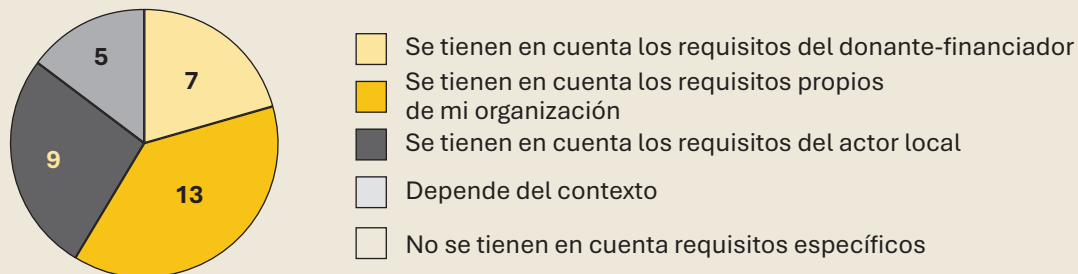 5
7
9
13
Se tienen en cuenta los requisitos del donante-financiador
Se tienen en cuenta los requisitos propios
de mi organización
Se tienen en cuenta los requisitos del actor local
Depende del contexto
No se tienen en cuenta requisitos específicos